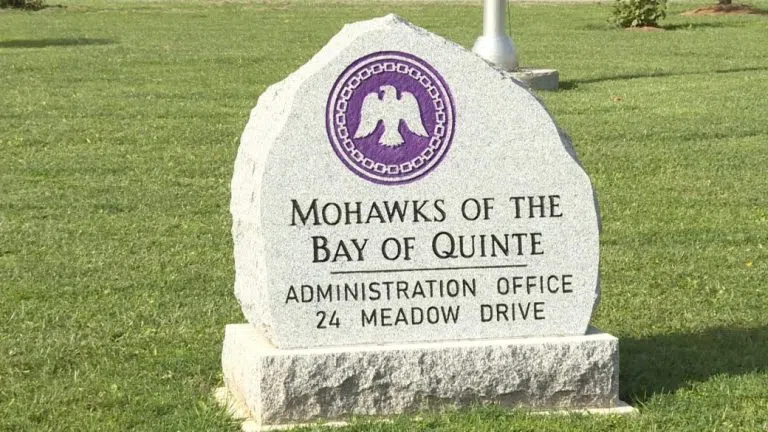 Mohawks of the
Bay of Quinte
ADMINISTRATION OFFICE
24 MEADOW DRIVE